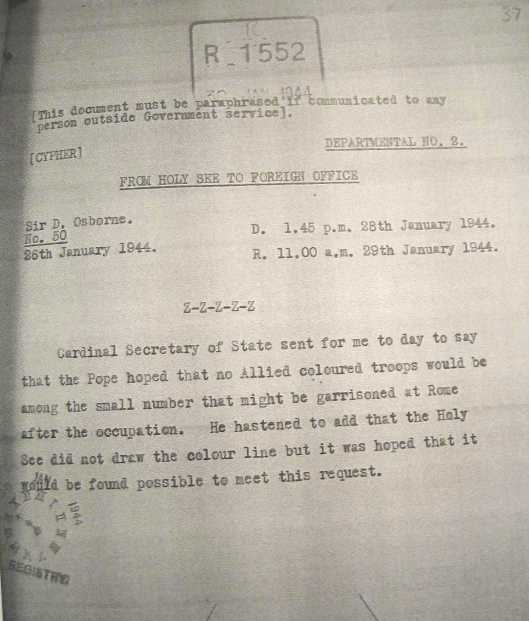 37
R 1552
JAN 1944
[This document must be paraphrased if communicated to any
person outside Government service].
[CYPHER]
DEPARTMENTAL NO. 2.
FROM HOLY SEE TO FOREIGN OFFICE
Sir D. Osborne.
No. 50
26th January 1944.
D. 1.45 p.m. 28th January 1944.
R. 11.00 a.m. 29th January 1944.
Z-Z-Z-Z-Z
Cardinal Secretary of State sent for me to day to say
that the Pope hoped that no Allied coloured troops would be
among the small number that might be garrisoned at Rome
after the occupation. He hastened to add that the Holy
See did not draw the colour line but it was hoped that it
would be found possible to meet this request.
1944
REGISTRY